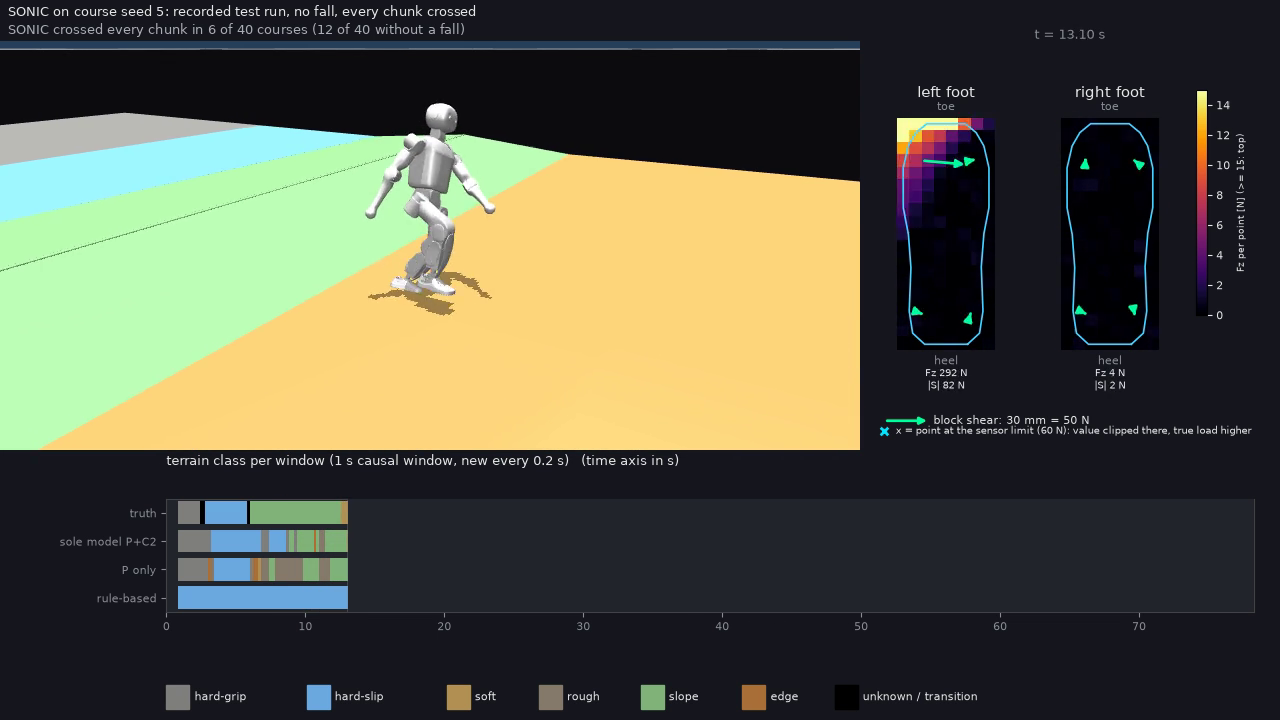 SONIC on course seed 5: recorded test run, no fall, every chunk crossed
SONIC crossed every chunk in 6 of 40 courses (12 of 40 without a fall)
t = 13.10 s
left foot
right foot
toe
toe
14
12
10
8
6
4
2
0
Fz per point [N] (>= 15: top)
heel
heel
Fz 292 N
Fz 4 N
|S| 82 N
|S| 2 N
block shear: 30 mm = 50 N
x = point at the sensor limit (60 N): value clipped there, true load higher
terrain class per window (1 s causal window, new every 0.2 s)   (time axis in s)
truth
sole model P+C2
P only
rule-based
0 10 20 30 40 50 60 70
hard-grip hard-slip soft rough slope edge unknown / transition